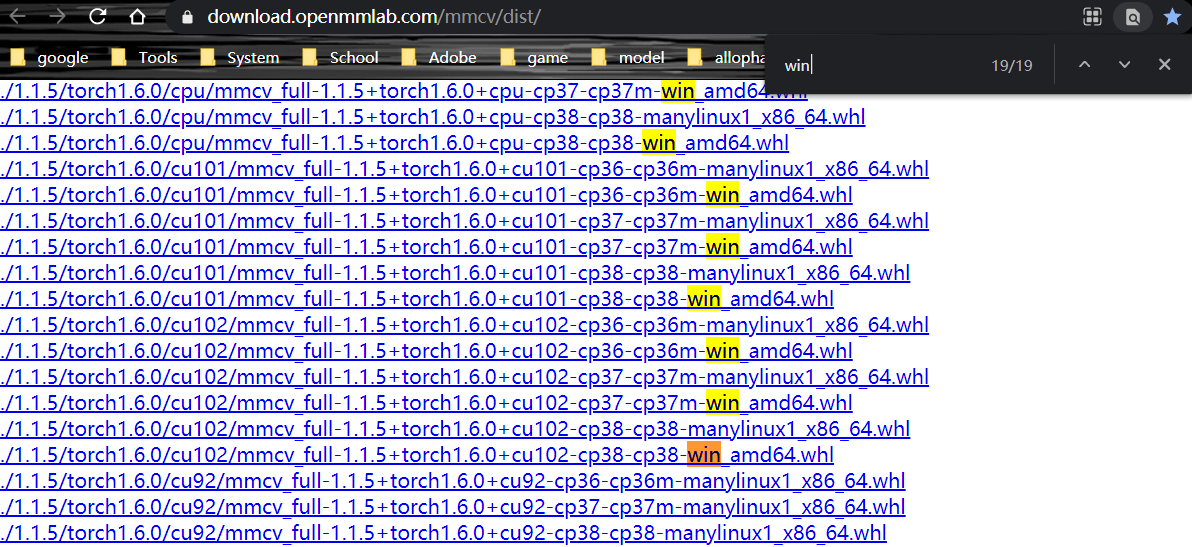 download.openmmlab.com/mmcv/dist/
google Tools System School Adobe game model allopha
win 19/19
./1.1.5/torch1.6.0/cpu/mmcv_full-1.1.5+torch1.6.0+cpu-cp37-cp37m-win_amd64.whl
./1.1.5/torch1.6.0/cpu/mmcv_full-1.1.5+torch1.6.0+cpu-cp38-cp38-manylinux1_x86_64.whl
./1.1.5/torch1.6.0/cpu/mmcv_full-1.1.5+torch1.6.0+cpu-cp38-cp38-win_amd64.whl
./1.1.5/torch1.6.0/cu101/mmcv_full-1.1.5+torch1.6.0+cu101-cp36-cp36m-manylinux1_x86_64.whl
./1.1.5/torch1.6.0/cu101/mmcv_full-1.1.5+torch1.6.0+cu101-cp36-cp36m-win_amd64.whl
./1.1.5/torch1.6.0/cu101/mmcv_full-1.1.5+torch1.6.0+cu101-cp37-cp37m-manylinux1_x86_64.whl
./1.1.5/torch1.6.0/cu101/mmcv_full-1.1.5+torch1.6.0+cu101-cp37-cp37m-win_amd64.whl
./1.1.5/torch1.6.0/cu101/mmcv_full-1.1.5+torch1.6.0+cu101-cp38-cp38-manylinux1_x86_64.whl
./1.1.5/torch1.6.0/cu101/mmcv_full-1.1.5+torch1.6.0+cu101-cp38-cp38-win_amd64.whl
./1.1.5/torch1.6.0/cu102/mmcv_full-1.1.5+torch1.6.0+cu102-cp36-cp36m-manylinux1_x86_64.whl
./1.1.5/torch1.6.0/cu102/mmcv_full-1.1.5+torch1.6.0+cu102-cp36-cp36m-win_amd64.whl
./1.1.5/torch1.6.0/cu102/mmcv_full-1.1.5+torch1.6.0+cu102-cp37-cp37m-manylinux1_x86_64.whl
./1.1.5/torch1.6.0/cu102/mmcv_full-1.1.5+torch1.6.0+cu102-cp37-cp37m-win_amd64.whl
./1.1.5/torch1.6.0/cu102/mmcv_full-1.1.5+torch1.6.0+cu102-cp38-cp38-manylinux1_x86_64.whl
./1.1.5/torch1.6.0/cu102/mmcv_full-1.1.5+torch1.6.0+cu102-cp38-cp38-win_amd64.whl
./1.1.5/torch1.6.0/cu92/mmcv_full-1.1.5+torch1.6.0+cu92-cp36-cp36m-manylinux1_x86_64.whl
./1.1.5/torch1.6.0/cu92/mmcv_full-1.1.5+torch1.6.0+cu92-cp37-cp37m-manylinux1_x86_64.whl
./1.1.5/torch1.6.0/cu92/mmcv_full-1.1.5+torch1.6.0+cu92-cp38-cp38-manylinux1_x86_64.whl